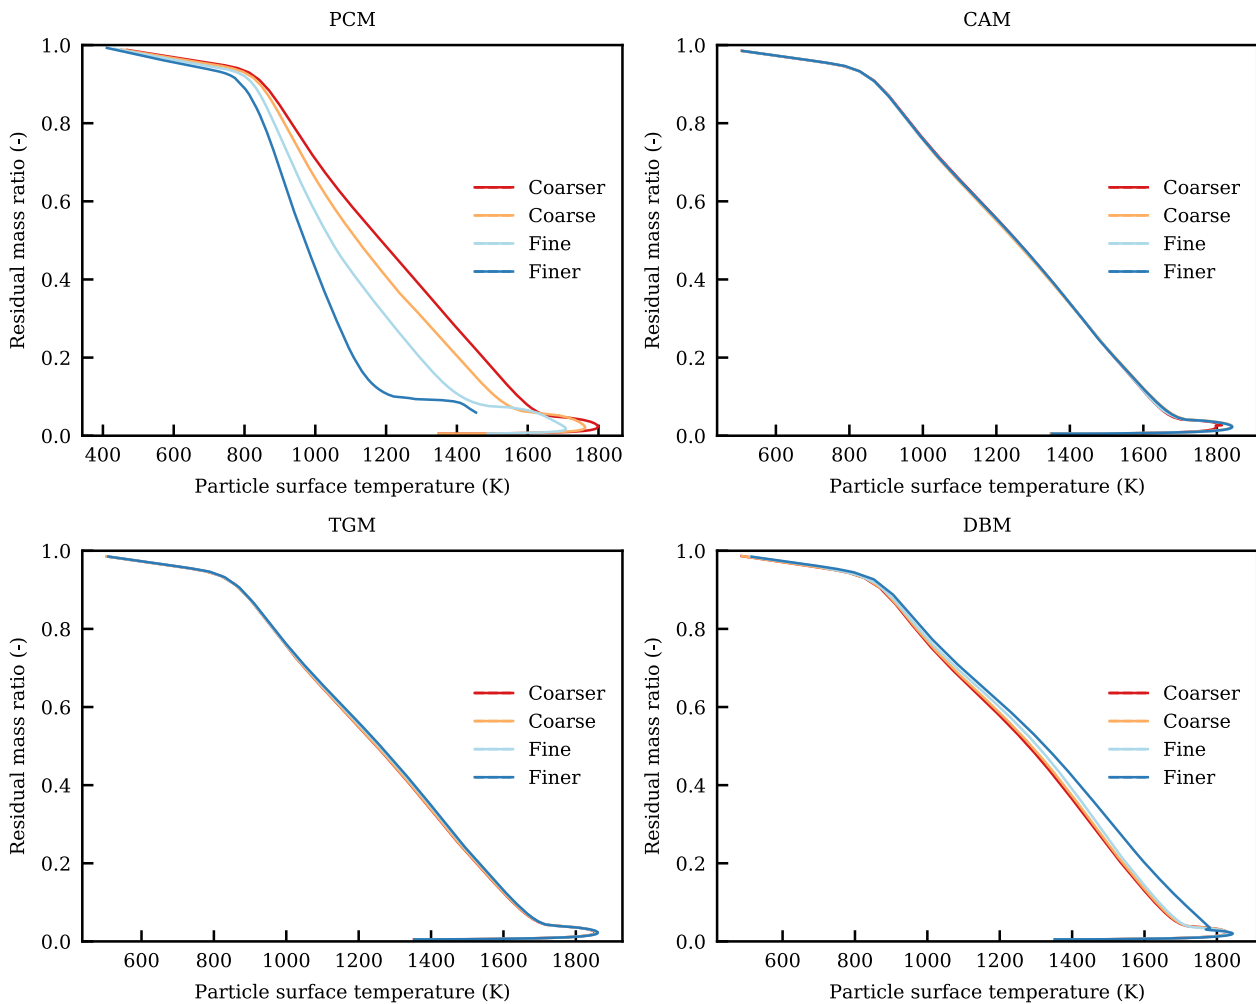 PCM
1.0
0.8
0.6
0.4
0.2
0.0
Residual mass ratio (-)
Coarser
Coarse
Fine
Finer
400 600 800 1000 1200 1400 1600 1800
Particle surface temperature (K)
CAM
1.0
0.8
0.6
0.4
0.2
0.0
Residual mass ratio (-)
Coarser
Coarse
Fine
Finer
600 800 1000 1200 1400 1600 1800
Particle surface temperature (K)
TGM
1.0
0.8
0.6
0.4
0.2
0.0
Residual mass ratio (-)
Coarser
Coarse
Fine
Finer
600 800 1000 1200 1400 1600 1800
Particle surface temperature (K)
DBM
1.0
0.8
0.6
0.4
0.2
0.0
Residual mass ratio (-)
Coarser
Coarse
Fine
Finer
600 800 1000 1200 1400 1600 1800
Particle surface temperature (K)